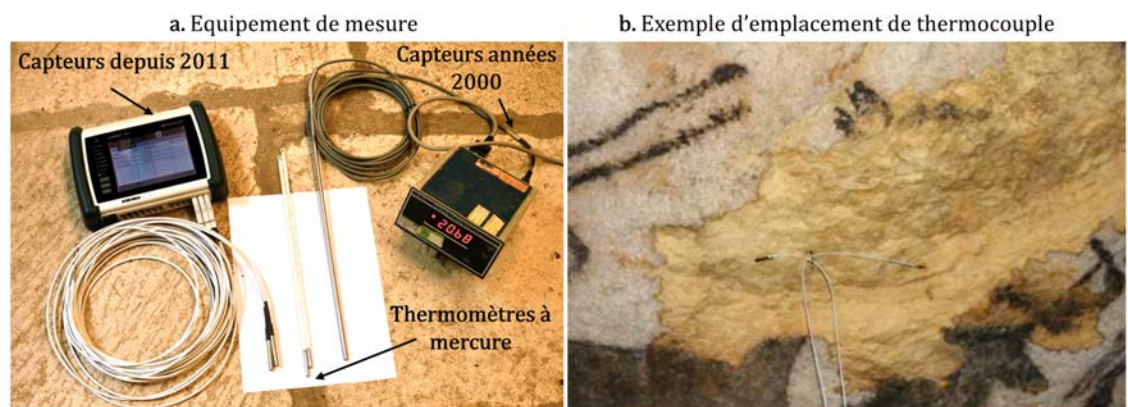 a. Equipement de mesure
b. Exemple d'emplacement de thermocouple
Capteurs depuis 2011
Capteurs années
2000
Thermomètres à
mercure